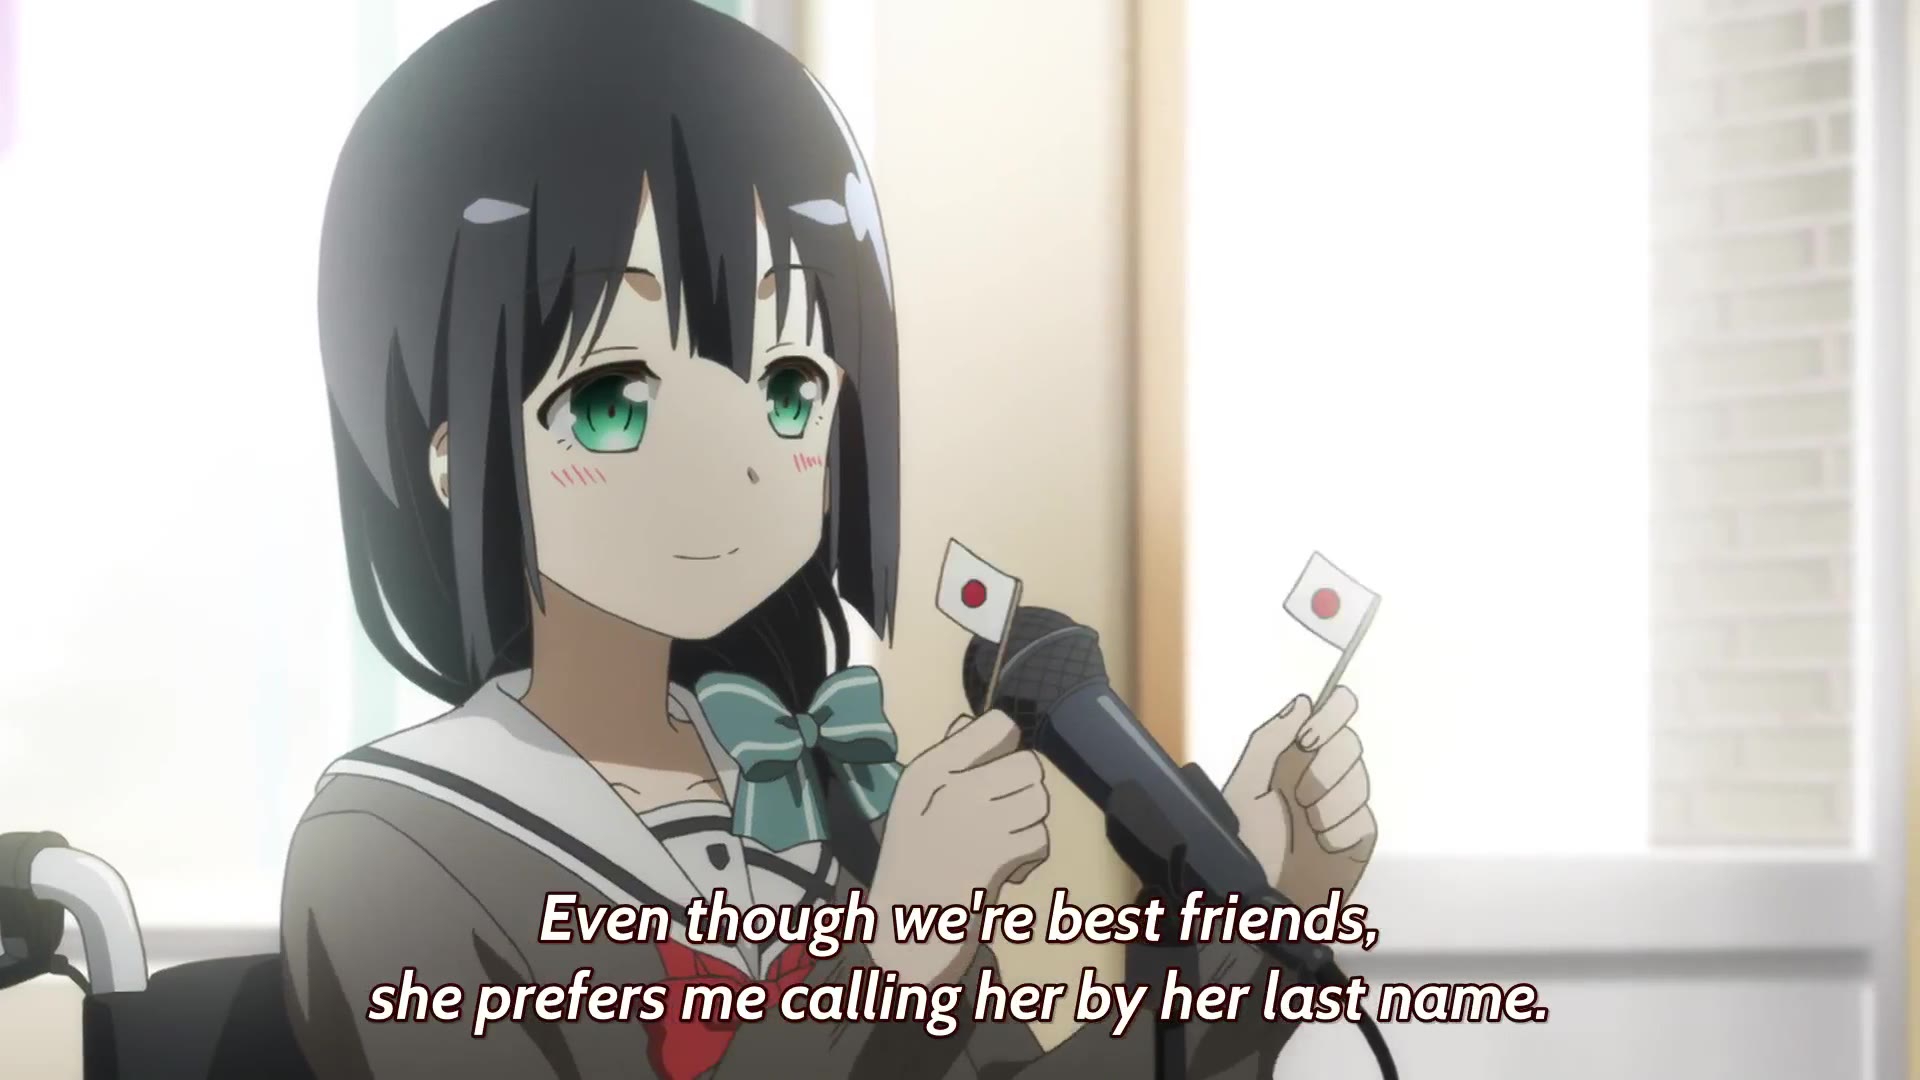 Even though we're best friends,
she prefers me calling her by her last name.